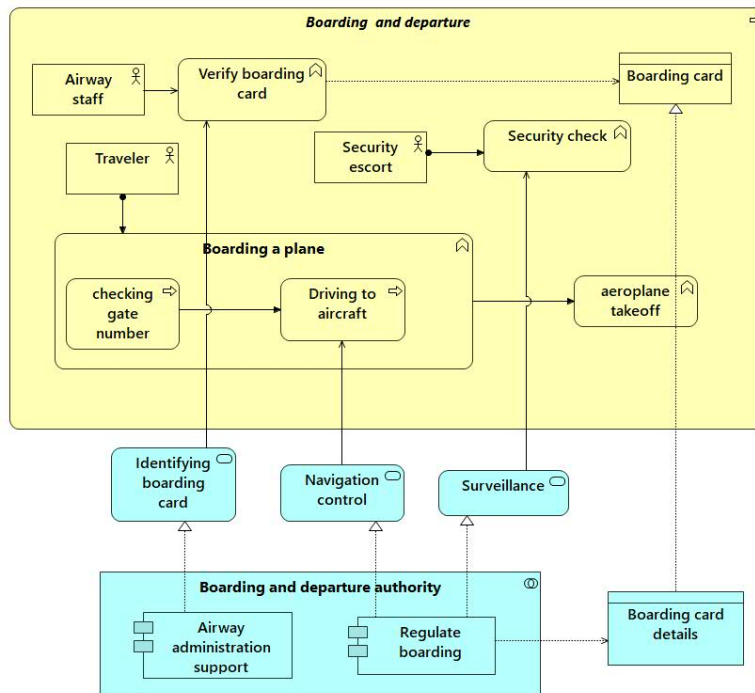 Boarding  and departure
Airway
staff
Verify boarding
card
Boarding card
Traveler
Security
escort
Security check
Boarding a plane
checking
gate
number
Driving to
aircraft
aeroplane
takeoff
Identifying
boarding
card
Navigation
control
Surveillance
Boarding and departure authority
Airway
administration
support
Regulate
boarding
Boarding card
details